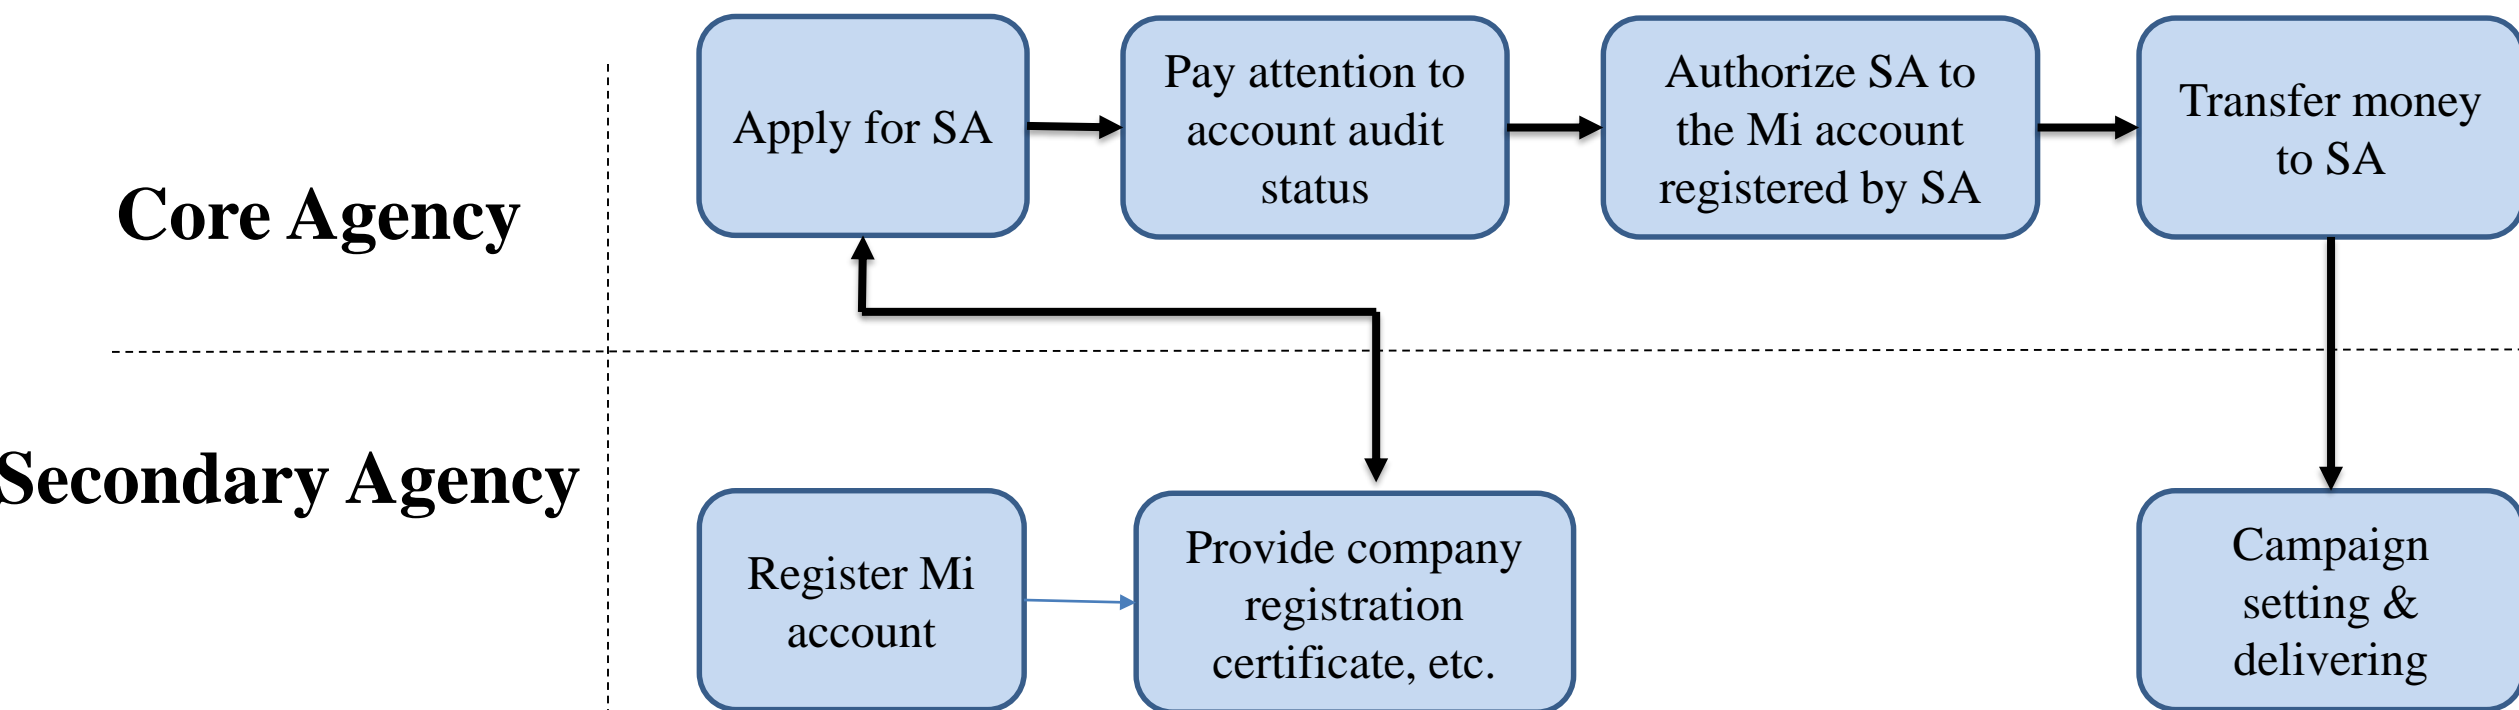 Core Agency
Apply for SA
Pay attention to
account audit
status
Authorize SA to
the Mi account
registered by SA
Transfer money
to SA
Secondary Agency
Register Mi
account
Provide company
registration
certificate, etc.
Campaign
setting &
delivering